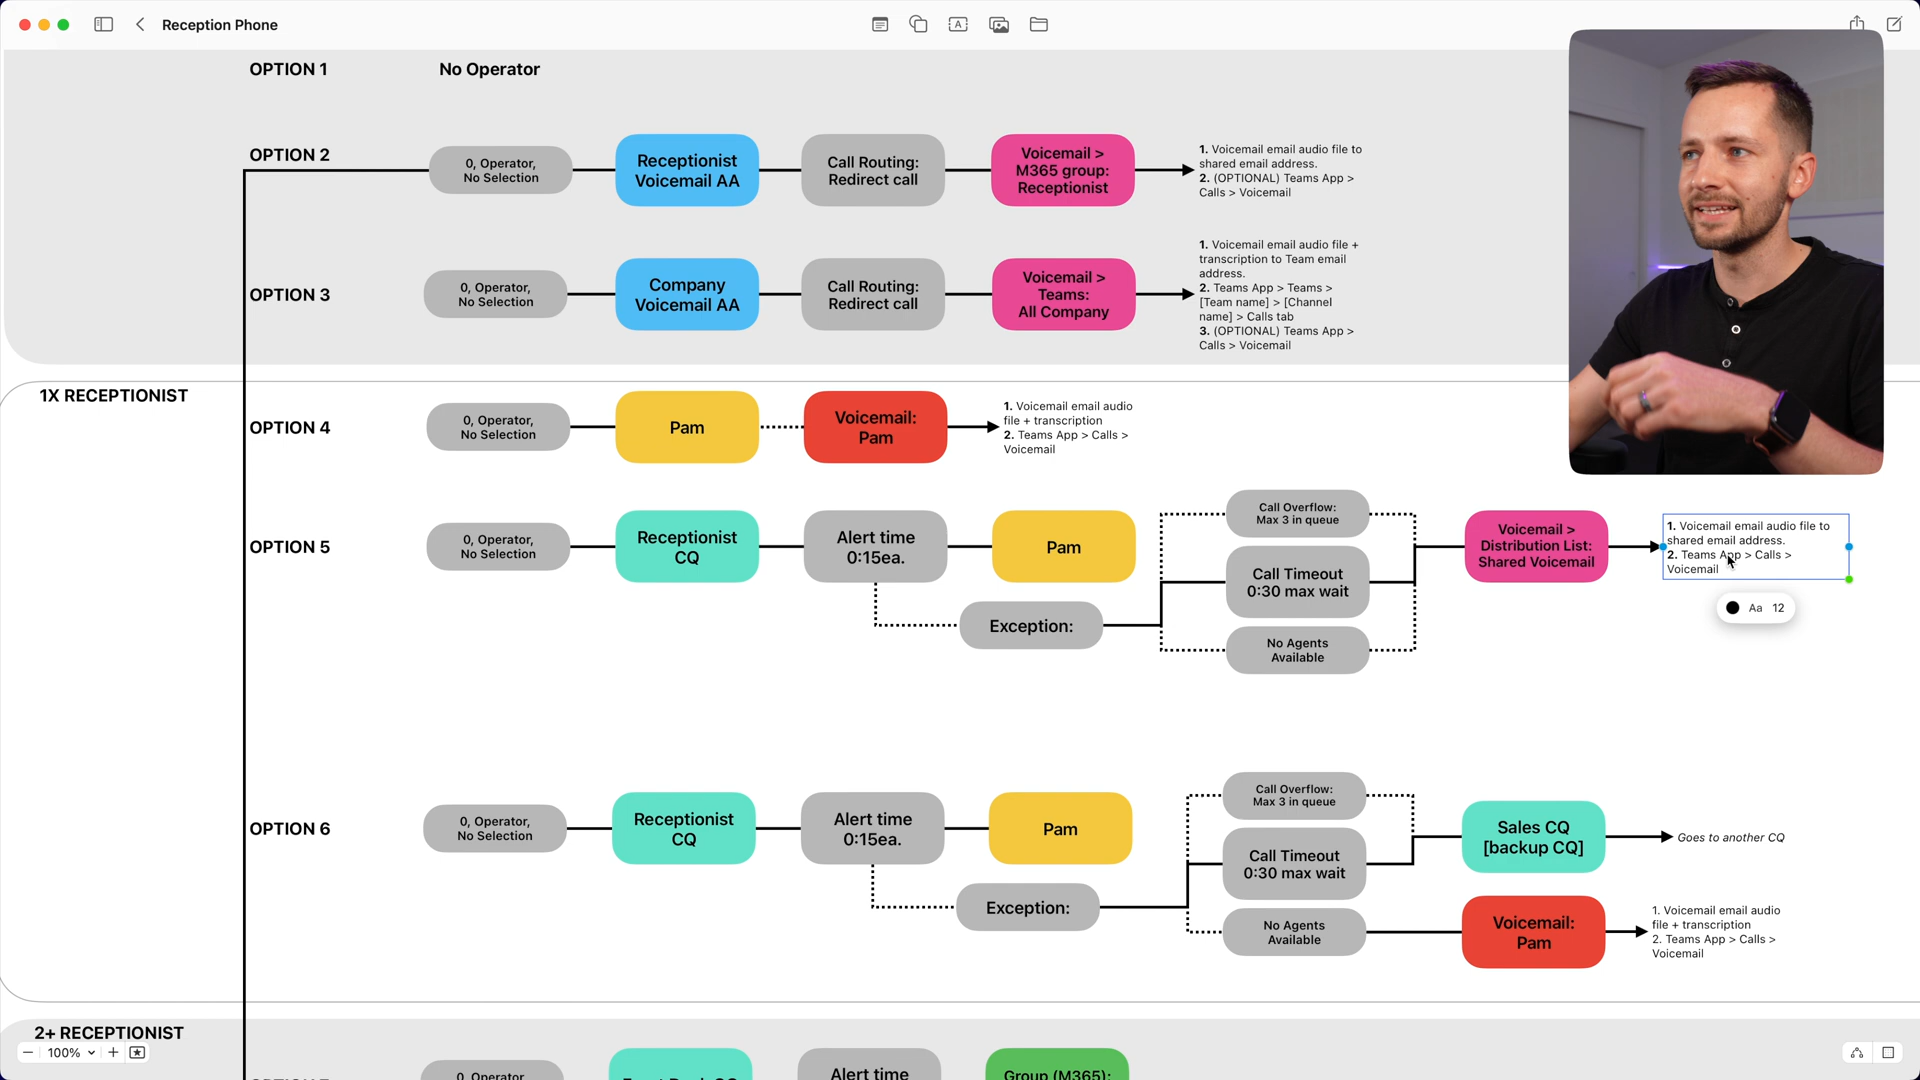 Reception Phone
OPTION 1
No Operator
OPTION 2
0, Operator,
No Selection
Receptionist
Voicemail AA
Call Routing:
Redirect call
Voicemail >
M365 group:
Receptionist
1. Voicemail email audio file to
shared email address.
2. (OPTIONAL) Teams App >
Calls > Voicemail
OPTION 3
0, Operator,
No Selection
Company
Voicemail AA
Call Routing:
Redirect call
Voicemail >
Teams:
All Company
1. Voicemail email audio file +
transcription to Team email
address.
2. Teams App > Teams >
[Team name] > [Channel
name] > Calls tab
3. (OPTIONAL) Teams App >
Calls > Voicemail
1X RECEPTIONIST
OPTION 4
0, Operator,
No Selection
Pam
Voicemail:
Pam
1. Voicemail email audio
file + transcription
2. Teams App > Calls >
Voicemail
OPTION 5
0, Operator,
No Selection
Receptionist
CQ
Alert time
0:15ea.
Pam
Exception:
Call Overflow:
Max 3 in queue
Call Timeout
0:30 max wait
No Agents
Available
Voicemail >
Distribution List:
Shared Voicemail
1. Voicemail email audio file to
shared email address.
2. Teams App > Calls >
Voicemail
Aa 12
OPTION 6
0, Operator,
No Selection
Receptionist
CQ
Alert time
0:15ea.
Pam
Exception:
Call Overflow:
Max 3 in queue
Call Timeout
0:30 max wait
No Agents
Available
Sales CQ
[backup CQ]
Goes to another CQ
Voicemail:
Pam
1. Voicemail email audio
file + transcription
2. Teams App > Calls >
Voicemail
2+ RECEPTIONIST
100%
0, Operator,
Alert time
Group (M365):